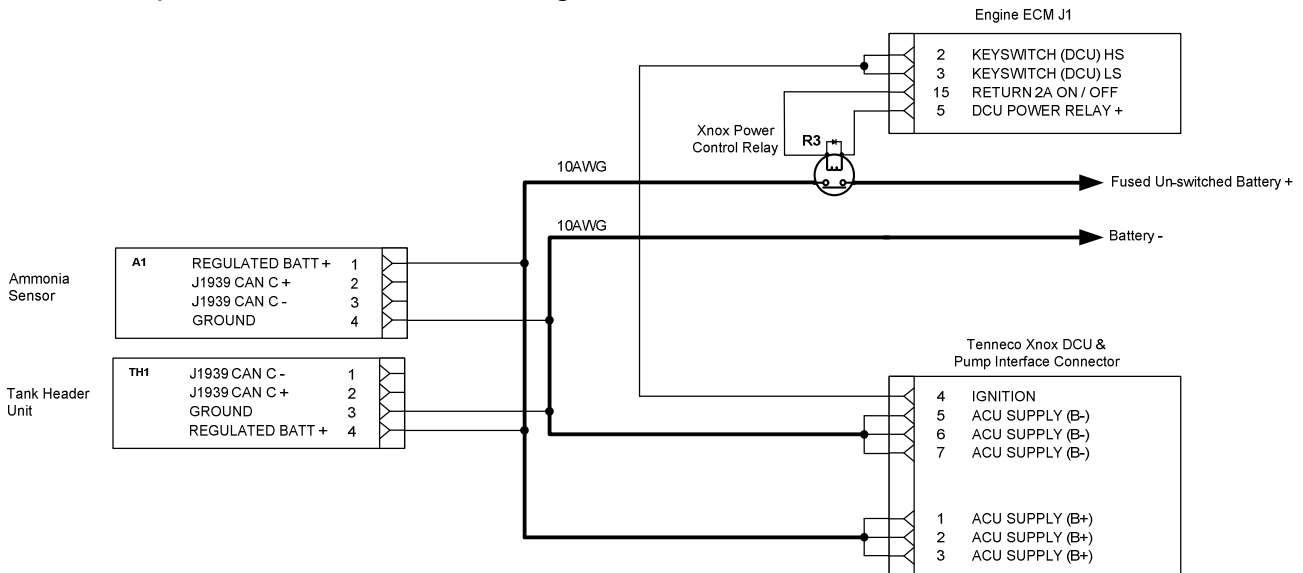 Engine ECM J1
2 KEYSWITCH (DCU) HS
3 KEYSWITCH (DCU) LS
15 RETURN 2A ON / OFF
5 DCU POWER RELAY +
Xnox Power
Control Relay
R3
10AWG
Fused Un-switched Battery +
10AWG
Battery -
Ammonia
Sensor
A1 REGULATED BATT + 1
J1939 CAN C + 2
J1939 CAN C - 3
GROUND 4
Tank Header
Unit
TH1 J1939 CAN C - 1
J1939 CAN C + 2
GROUND 3
REGULATED BATT + 4
Tenneco Xnox DCU &
Pump Interface Connector
4 IGNITION
5 ACU SUPPLY (B-)
6 ACU SUPPLY (B-)
7 ACU SUPPLY (B-)
1 ACU SUPPLY (B+)
2 ACU SUPPLY (B+)
3 ACU SUPPLY (B+)